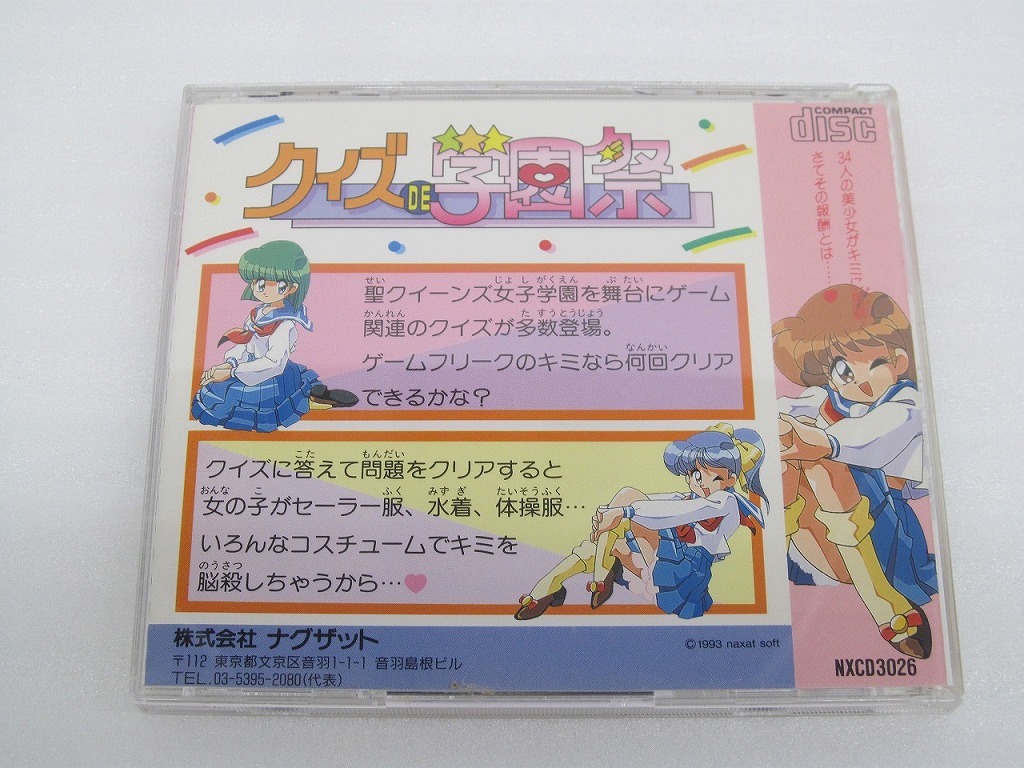 クイズDE学園祭
聖クイーンズ女子学園を舞台にゲーム
関連のクイズが多数登場。
ゲームフリークのキミなら何回クリア
できるかな?
クイズに答えて問題をクリアすると
女の子がセーラー服、水着、体操服…
いろんなコスチュームでキミを
脳殺しちゃうから…♥
株式会社 ナグザット
〒112 東京都文京区音羽1-1-1 音羽島根ビル
TEL.03-5395-2080(代表)
©1993 naxat soft
COMPACT
disc
34人の美少女がキミに
さてその報酬とは……♥
NXCD3026